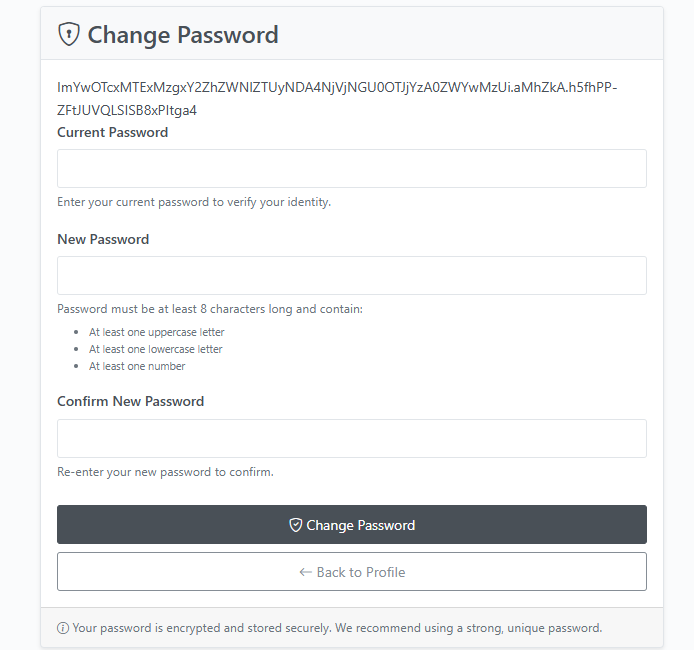 Change Password
ImYwOTcxMTExMzgxY2ZhZWNlZTUyNDA4NjVjNGU0OTJjYzA0ZWYwMzUi.aMhZkA.h5fhPP-
ZFtJUVQLSISB8xPItga4
Current Password
Enter your current password to verify your identity.
New Password
Password must be at least 8 characters long and contain:
At least one uppercase letter
At least one lowercase letter
At least one number
Confirm New Password
Re-enter your new password to confirm.
Change Password
← Back to Profile
Your password is encrypted and stored securely. We recommend using a strong, unique password.